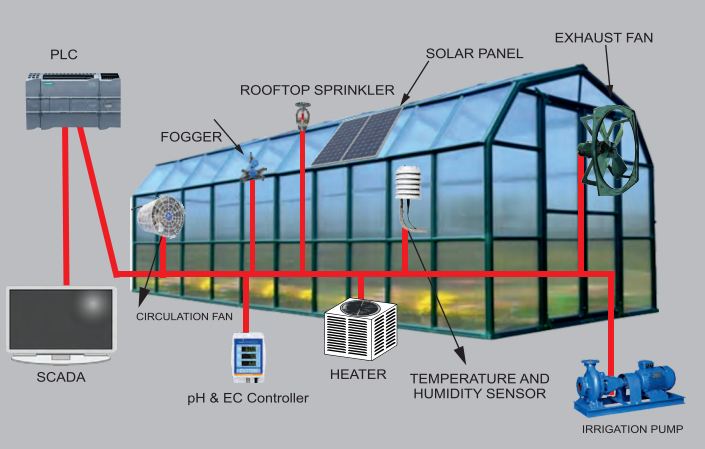 EXHAUST FAN
SOLAR PANEL
PLC
ROOFTOP SPRINKLER
FOGGER
CIRCULATION FAN
SCADA
pH & EC Controller
HEATER
TEMPERATURE AND
HUMIDITY SENSOR
IRRIGATION PUMP